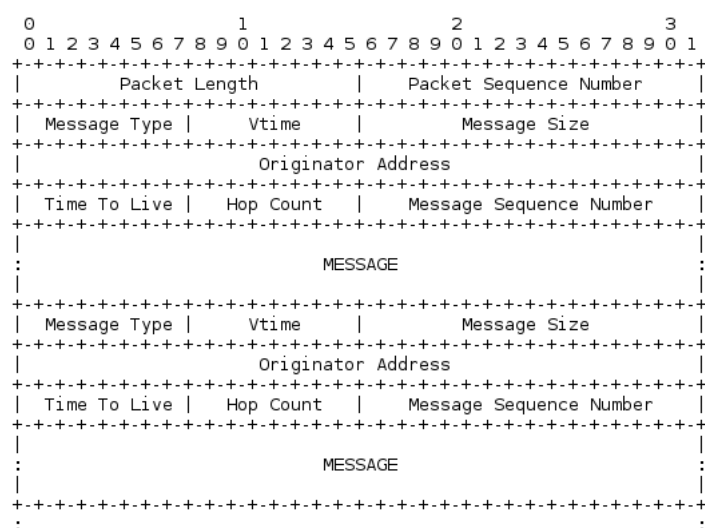 0                   1                   2                   3
 0 1 2 3 4 5 6 7 8 9 0 1 2 3 4 5 6 7 8 9 0 1 2 3 4 5 6 7 8 9 0 1
+-+-+-+-+-+-+-+-+-+-+-+-+-+-+-+-+-+-+-+-+-+-+-+-+-+-+-+-+-+-+-+-+
|         Packet Length         |    Packet Sequence Number     |
+-+-+-+-+-+-+-+-+-+-+-+-+-+-+-+-+-+-+-+-+-+-+-+-+-+-+-+-+-+-+-+-+
|  Message Type |     Vtime     |         Message Size          |
+-+-+-+-+-+-+-+-+-+-+-+-+-+-+-+-+-+-+-+-+-+-+-+-+-+-+-+-+-+-+-+-+
|                      Originator Address                       |
+-+-+-+-+-+-+-+-+-+-+-+-+-+-+-+-+-+-+-+-+-+-+-+-+-+-+-+-+-+-+-+-+
|  Time To Live |   Hop Count   |    Message Sequence Number    |
+-+-+-+-+-+-+-+-+-+-+-+-+-+-+-+-+-+-+-+-+-+-+-+-+-+-+-+-+-+-+-+-+
|                                                               |
:                            MESSAGE                            :
|                                                               |
+-+-+-+-+-+-+-+-+-+-+-+-+-+-+-+-+-+-+-+-+-+-+-+-+-+-+-+-+-+-+-+-+
|  Message Type |     Vtime     |         Message Size          |
+-+-+-+-+-+-+-+-+-+-+-+-+-+-+-+-+-+-+-+-+-+-+-+-+-+-+-+-+-+-+-+-+
|                      Originator Address                       |
+-+-+-+-+-+-+-+-+-+-+-+-+-+-+-+-+-+-+-+-+-+-+-+-+-+-+-+-+-+-+-+-+
|  Time To Live |   Hop Count   |    Message Sequence Number    |
+-+-+-+-+-+-+-+-+-+-+-+-+-+-+-+-+-+-+-+-+-+-+-+-+-+-+-+-+-+-+-+-+
|                                                               |
:                            MESSAGE                            :
|                                                               |
+-+-+-+-+-+-+-+-+-+-+-+-+-+-+-+-+-+-+-+-+-+-+-+-+-+-+-+-+-+-+-+-+
:                                                               :